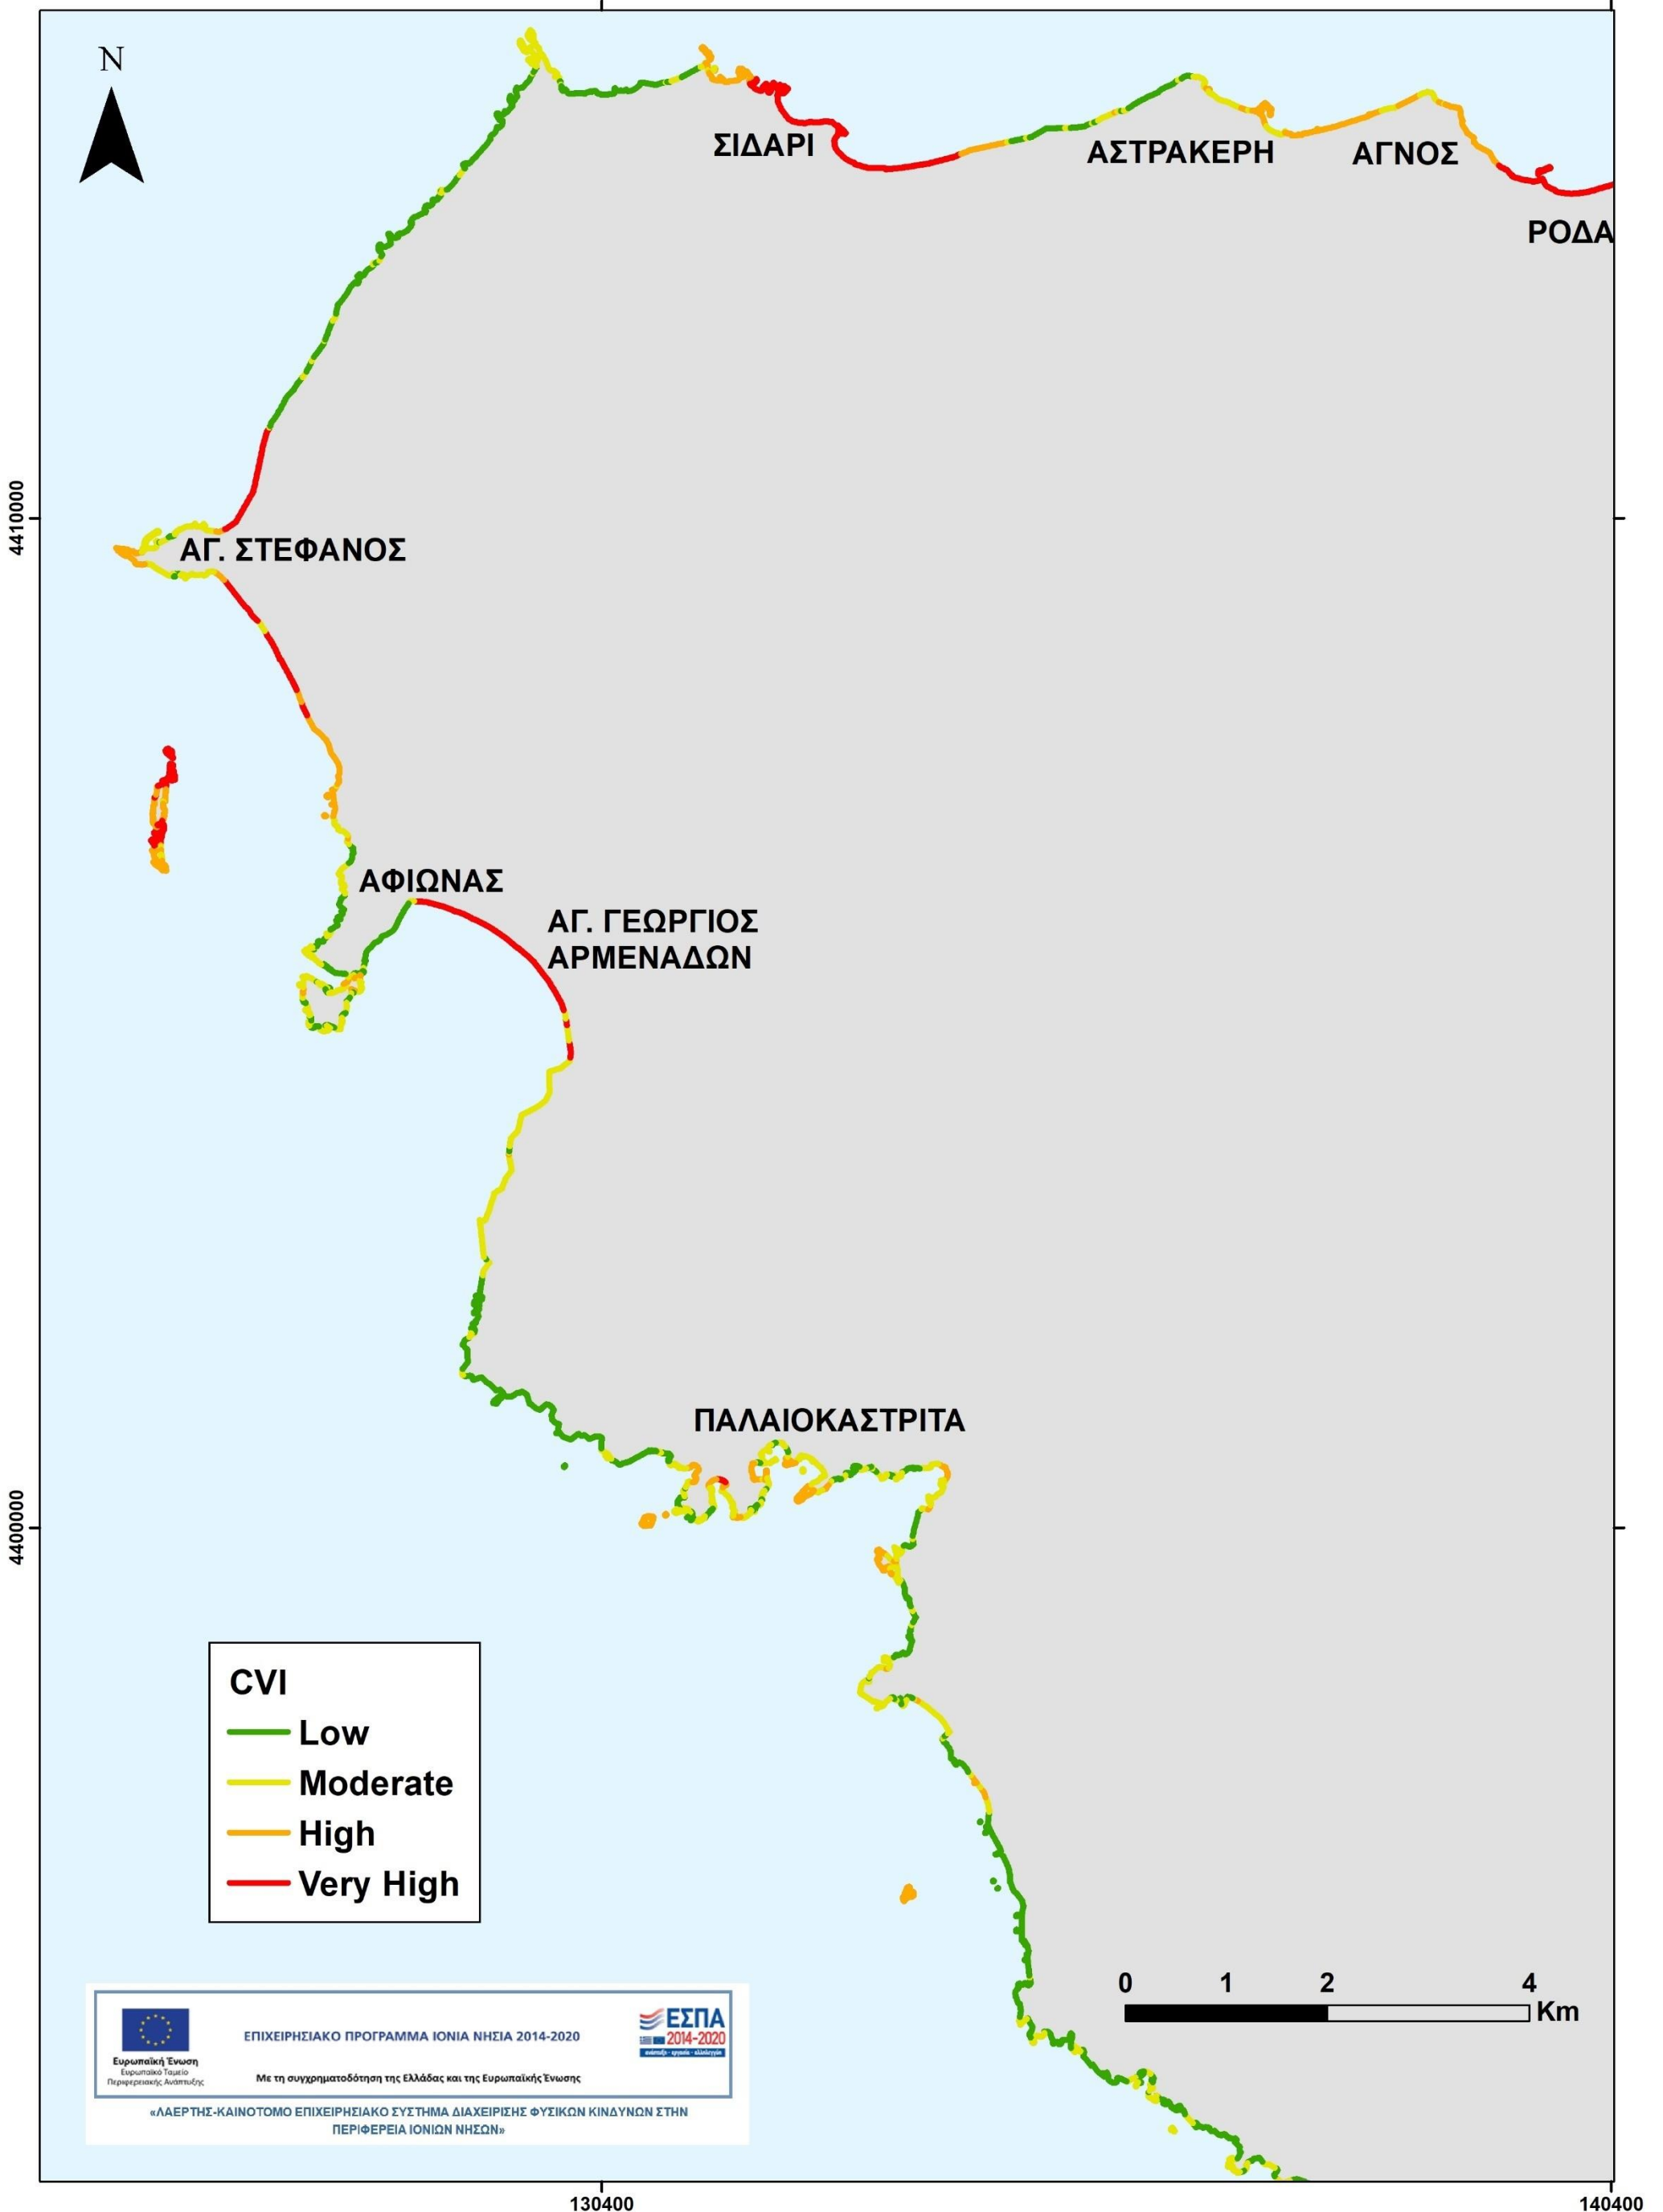 N
ΣΙΔΑΡΙ
ΑΣΤΡΑΚΕΡΗ
ΑΓΝΟΣ
ΡΟΔΑ
4410000
ΑΓ. ΣΤΕΦΑΝΟΣ
ΑΦΙΩΝΑΣ
ΑΓ. ΓΕΩΡΓΙΟΣ
ΑΡΜΕΝΑΔΩΝ
ΠΑΛΑΙΟΚΑΣΤΡΙΤΑ
4400000
CVI
Low
Moderate
High
Very High
0 1 2 4
Km
Ευρωπαϊκή Ένωση
Ευρωπαϊκό Ταμείο
Περιφερειακής Ανάπτυξης
ΕΠΙΧΕΙΡΗΣΙΑΚΟ ΠΡΟΓΡΑΜΜΑ ΙΟΝΙΑ ΝΗΣΙΑ 2014-2020
Με τη συγχρηματοδότηση της Ελλάδας και της Ευρωπαϊκής Ένωσης
ΕΣΠΑ
2014-2020
ανάπτυξη - εργασία - αλληλεγγύη
«ΛΑΕΡΤΗΣ-ΚΑΙΝΟΤΟΜΟ ΕΠΙΧΕΙΡΗΣΙΑΚΟ ΣΥΣΤΗΜΑ ΔΙΑΧΕΙΡΙΣΗΣ ΦΥΣΙΚΩΝ ΚΙΝΔΥΝΩΝ ΣΤΗΝ
ΠΕΡΙΦΕΡΕΙΑ ΙΟΝΙΩΝ ΝΗΣΩΝ»
130400
140400